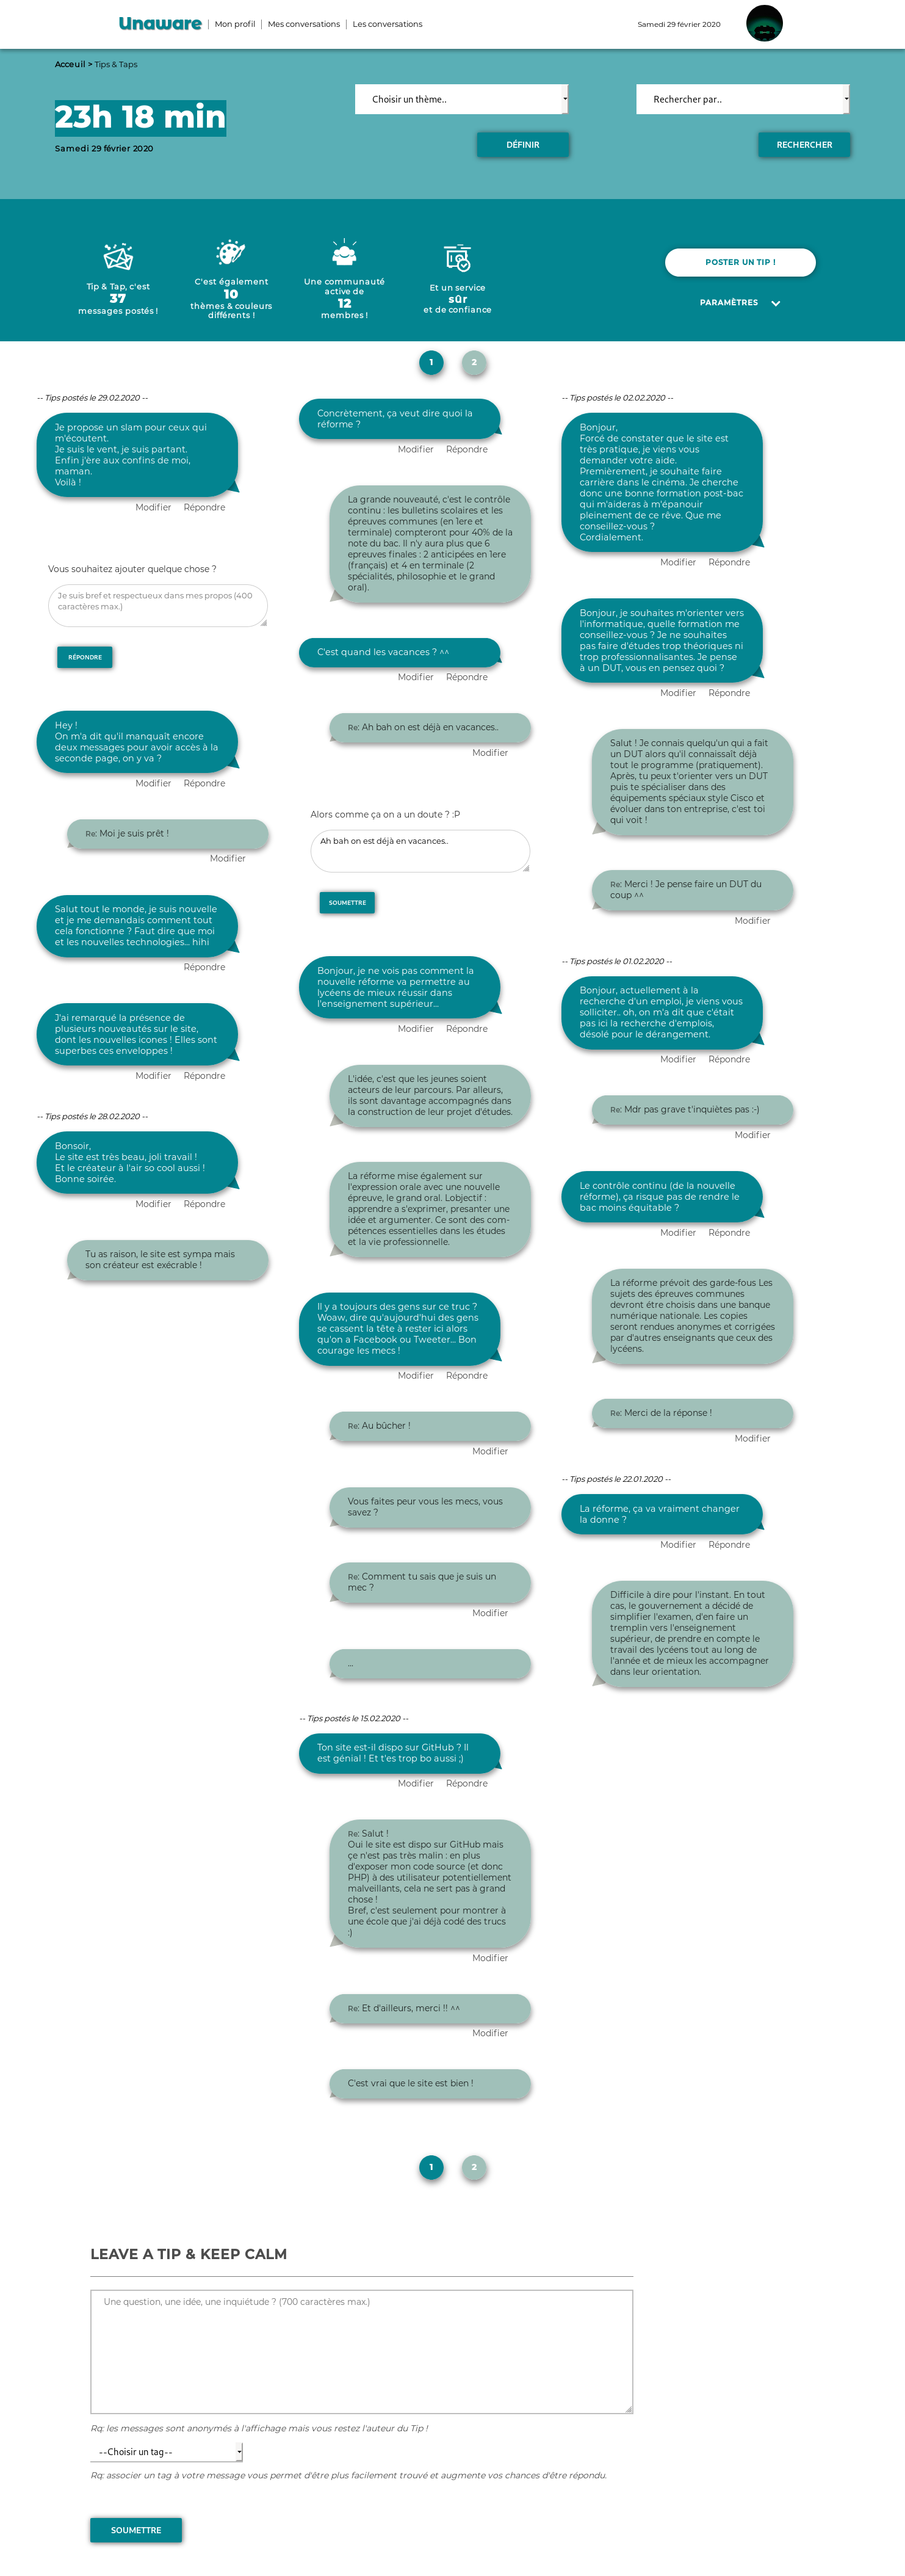 Unaware
Mon profil
Mes conversations
Les conversations
Samedi 29 février 2020
Acceuil > Tips & Taps
23h 18 min
Samedi 29 février 2020
Choisir un thème..
DÉFINIR
Rechercher par..
RECHERCHER
Tip & Tap, c'est
37
messages postés !
C'est également
10
thèmes & couleurs
différents !
Une communauté
active de
12
membres !
Et un service
sûr
et de confiance
POSTER UN TIP !
PARAMÈTRES
1
2
-- Tips postés le 29.02.2020 --
Je propose un slam pour ceux qui
m'écoutent.
Je suis le vent, je suis partant.
Enfin j'ère aux confins de moi,
maman.
Voilà !
Modifier Répondre
Vous souhaitez ajouter quelque chose ?
Je suis bref et respectueux dans mes propos (400
caractères max.)
RÉPONDRE
Hey !
On m'a dit qu'il manquaît encore
deux messages pour avoir accès à la
seconde page, on y va ?
Modifier Répondre
Re: Moi je suis prêt !
Modifier
Salut tout le monde, je suis nouvelle
et je me demandais comment tout
cela fonctionne ? Faut dire que moi
et les nouvelles technologies... hihi
Répondre
J'ai remarqué la présence de
plusieurs nouveautés sur le site,
dont les nouvelles icones ! Elles sont
superbes ces enveloppes !
Modifier Répondre
-- Tips postés le 28.02.2020 --
Bonsoir,
Le site est très beau, joli travail !
Et le créateur à l'air so cool aussi !
Bonne soirée.
Modifier Répondre
Tu as raison, le site est sympa mais
son créateur est exécrable !
Concrètement, ça veut dire quoi la
réforme ?
Modifier Répondre
La grande nouveauté, c'est le contrôle
continu : les bulletins scolaires et les
épreuves communes (en 1ere et
terminale) compteront pour 40% de la
note du bac. Il n'y aura plus que 6
epreuves finales : 2 anticipées en 1ere
(français) et 4 en terminale (2
spécialités, philosophie et le grand
oral).
C'est quand les vacances ? ^^
Modifier Répondre
Re: Ah bah on est déjà en vacances..
Modifier
Alors comme ça on a un doute ? :P
Ah bah on est déjà en vacances..
SOUMETTRE
Bonjour, je ne vois pas comment la
nouvelle réforme va permettre au
lycéens de mieux réussir dans
l'enseignement supérieur...
Modifier Répondre
L'idée, c'est que les jeunes soient
acteurs de leur parcours. Par alleurs,
ils sont davantage accompagnés dans
la construction de leur projet d'études.
La réforme mise également sur
l'expression orale avec une nouvelle
épreuve, le grand oral. Lobjectif :
apprendre a s'exprimer, presanter une
idée et argumenter. Ce sont des com-
pétences essentielles dans les études
et la vie professionnelle.
Il y a toujours des gens sur ce truc ?
Woaw, dire qu'aujourd'hui des gens
se cassent la tête à rester ici alors
qu'on a Facebook ou Tweeter... Bon
courage les mecs !
Modifier Répondre
Re: Au bûcher !
Modifier
Vous faites peur vous les mecs, vous
savez ?
Re: Comment tu sais que je suis un
mec ?
Modifier
...
-- Tips postés le 15.02.2020 --
Ton site est-il dispo sur GitHub ? Il
est génial ! Et t'es trop bo aussi ;)
Modifier Répondre
Re: Salut !
Oui le site est dispo sur GitHub mais
çe n'est pas très malin : en plus
d'exposer mon code source (et donc
PHP) à des utilisateur potentiellement
malveillants, cela ne sert pas à grand
chose !
Bref, c'est seulement pour montrer à
une école que j'ai déjà codé des trucs
:)
Modifier
Re: Et d'ailleurs, merci !! ^^
Modifier
C'est vrai que le site est bien !
-- Tips postés le 02.02.2020 --
Bonjour,
Forcé de constater que le site est
très pratique, je viens vous
demander votre aide.
Premièrement, je souhaite faire
carrière dans le cinéma. Je cherche
donc une bonne formation post-bac
qui m'aideras à m'épanouir
pleinement de ce rêve. Que me
conseillez-vous ?
Cordialement.
Modifier Répondre
Bonjour, je souhaites m'orienter vers
l'informatique, quelle formation me
conseillez-vous ? Je ne souhaites
pas faire d'études trop théoriques ni
trop professionnalisantes. Je pense
à un DUT, vous en pensez quoi ?
Modifier Répondre
Salut ! Je connais quelqu'un qui a fait
un DUT alors qu'il connaissaît déjà
tout le programme (pratiquement).
Après, tu peux t'orienter vers un DUT
puis te spécialiser dans des
équipements spéciaux style Cisco et
évoluer dans ton entreprise, c'est toi
qui voit !
Re: Merci ! Je pense faire un DUT du
coup ^^
Modifier
-- Tips postés le 01.02.2020 --
Bonjour, actuellement à la
recherche d'un emploi, je viens vous
solliciter.. oh, on m'a dit que c'était
pas ici la recherche d'emplois,
désolé pour le dérangement.
Modifier Répondre
Re: Mdr pas grave t'inquiètes pas :-)
Modifier
Le contrôle continu (de la nouvelle
réforme), ça risque pas de rendre le
bac moins équitable ?
Modifier Répondre
La réforme prévoit des garde-fous Les
sujets des épreuves communes
devront étre choisis dans une banque
numérique nationale. Les copies
seront rendues anonymes et corrigées
par d'autres enseignants que ceux des
lycéens.
Re: Merci de la réponse !
Modifier
-- Tips postés le 22.01.2020 --
La réforme, ça va vraiment changer
la donne ?
Modifier Répondre
Difficile à dire pour l'instant. En tout
cas, le gouvernement a décidé de
simplifier l'examen, d'en faire un
tremplin vers l'enseignement
supérieur, de prendre en compte le
travail des lycéens tout au long de
l'année et de mieux les accompagner
dans leur orientation.
1
2
LEAVE A TIP & KEEP CALM
Une question, une idée, une inquiétude ? (700 caractères max.)
Rq: les messages sont anonymés à l'affichage mais vous restez l'auteur du Tip !
--Choisir un tag--
Rq: associer un tag à votre message vous permet d'être plus facilement trouvé et augmente vos chances d'être répondu.
SOUMETTRE